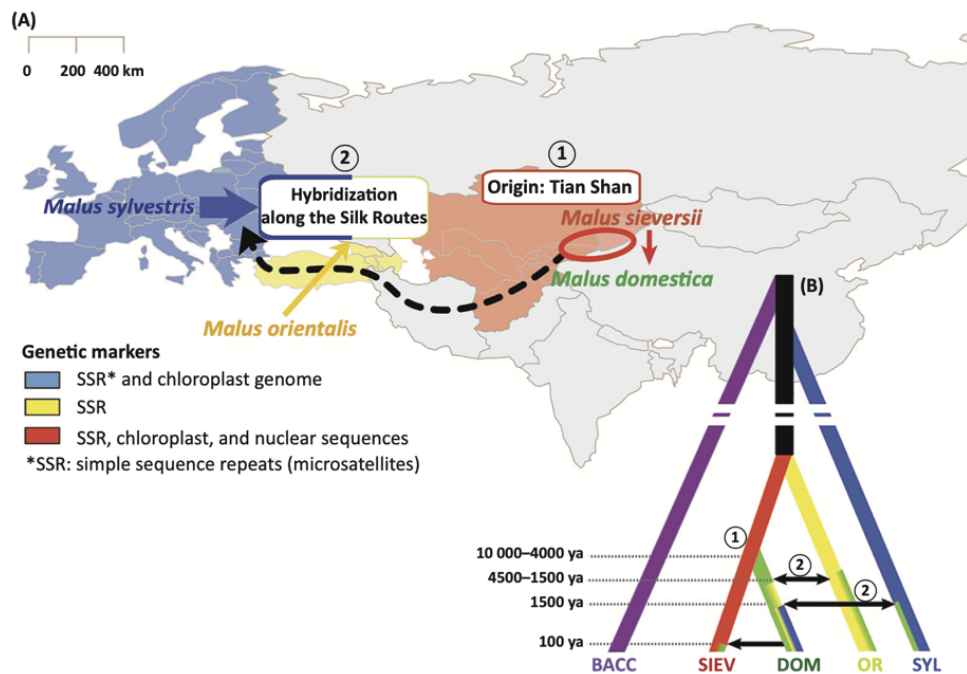 (A)
0 200 400 km
② ①
Hybridization
along the Silk Routes
Origin: Tian Shan
Malus sylvestris
Malus sieversii
Malus domestica
Malus orientalis
Genetic markers
SSR* and chloroplast genome
SSR
SSR, chloroplast, and nuclear sequences
*SSR: simple sequence repeats (microsatellites)
(B)
①
10 000–4000 ya
②
4500–1500 ya
②
1500 ya
100 ya
BACC SIEV DOM OR SYL